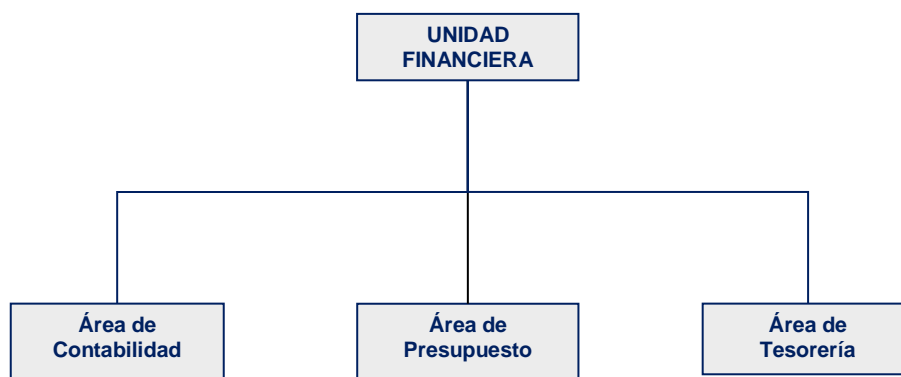 UNIDAD
FINANCIERA
Área de
Contabilidad
Área de
Presupuesto
Área de
Tesorería